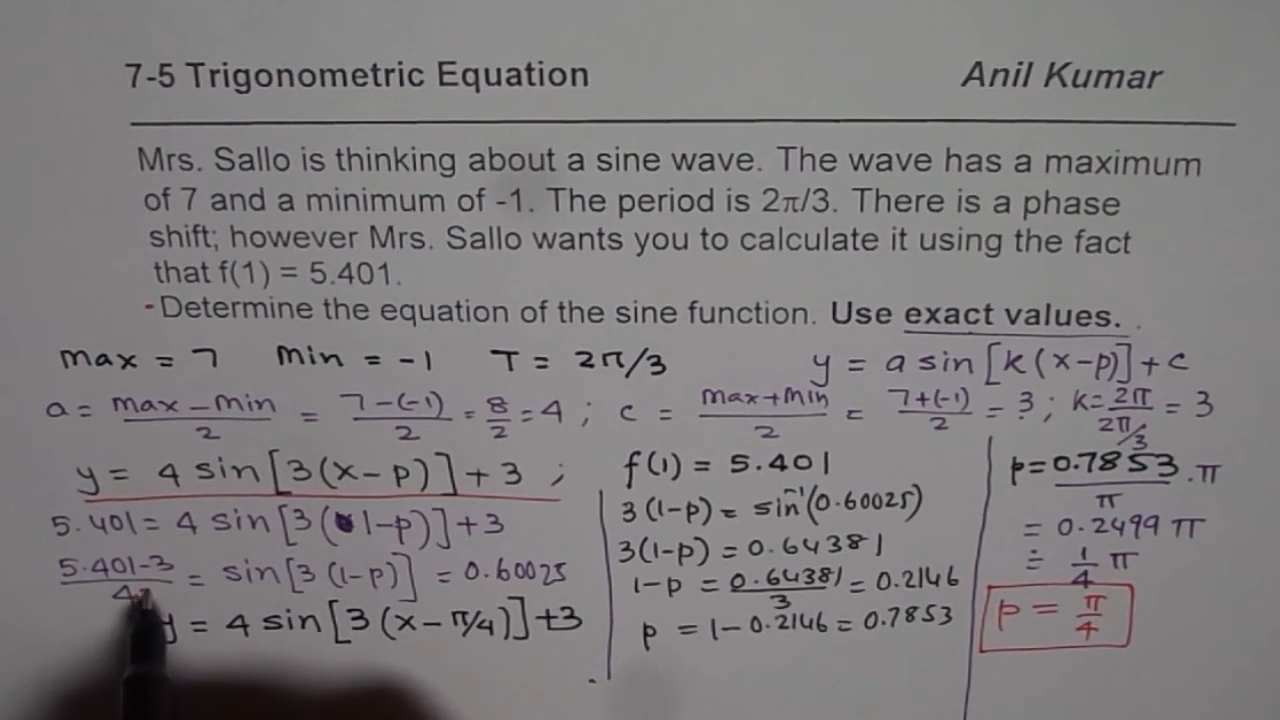 7-5 Trigonometric Equation
Anil Kumar
Mrs. Sallo is thinking about a sine wave. The wave has a maximum
of 7 and a minimum of -1. The period is 2π/3. There is a phase
shift; however Mrs. Sallo wants you to calculate it using the fact
that f(1) = 5.401.
-Determine the equation of the sine function. Use exact values.
max = 7 min = -1 T = 2π/3 y = a sin[k(x-p)]+c
a = max-min/2 = 7-(-1)/2 = 8/2 = 4 ; c = max+min/2 = 7+(-1)/2 = 3 ; k = 2π/2π/3 = 3
y = 4 sin[3(x-p)]+3 ;
5.401 = 4 sin[3(1-p)]+3
5.401-3/4 = sin[3(1-p)] = 0.60025
y = 4 sin[3(x-π/4)]+3
f(1) = 5.401
3(1-p) = sin⁻¹(0.60025)
3(1-p) = 0.64381
1-p = 0.64381/3 = 0.2146
p = 1-0.2146 = 0.7853
p = 0.7853/π .π
= 0.2499 π
≐ 1/4 π
p = π/4